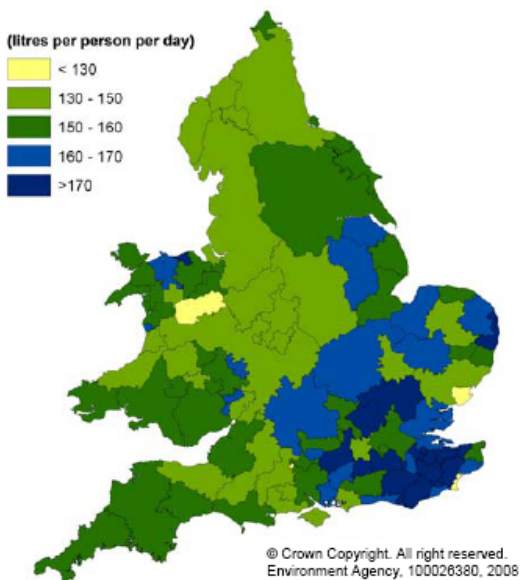 (litres per person per day)
< 130
130 - 150
150 - 160
160 - 170
>170
© Crown Copyright. All right reserved.
Environment Agency, 100026380, 2008